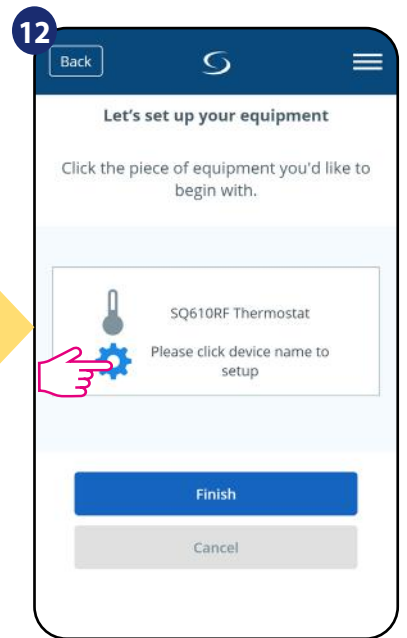 12
Back
Let's set up your equipment
Click the piece of equipment you'd like to
begin with.
SQ610RF Thermostat
Please click device name to
setup
Finish
Cancel